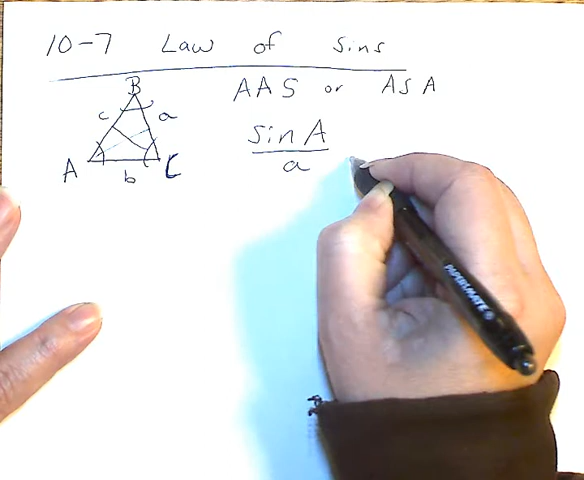 10-7 Law of Sins
AAS or ASA
B
c a
A b C
sin A
a
PAPERMATE